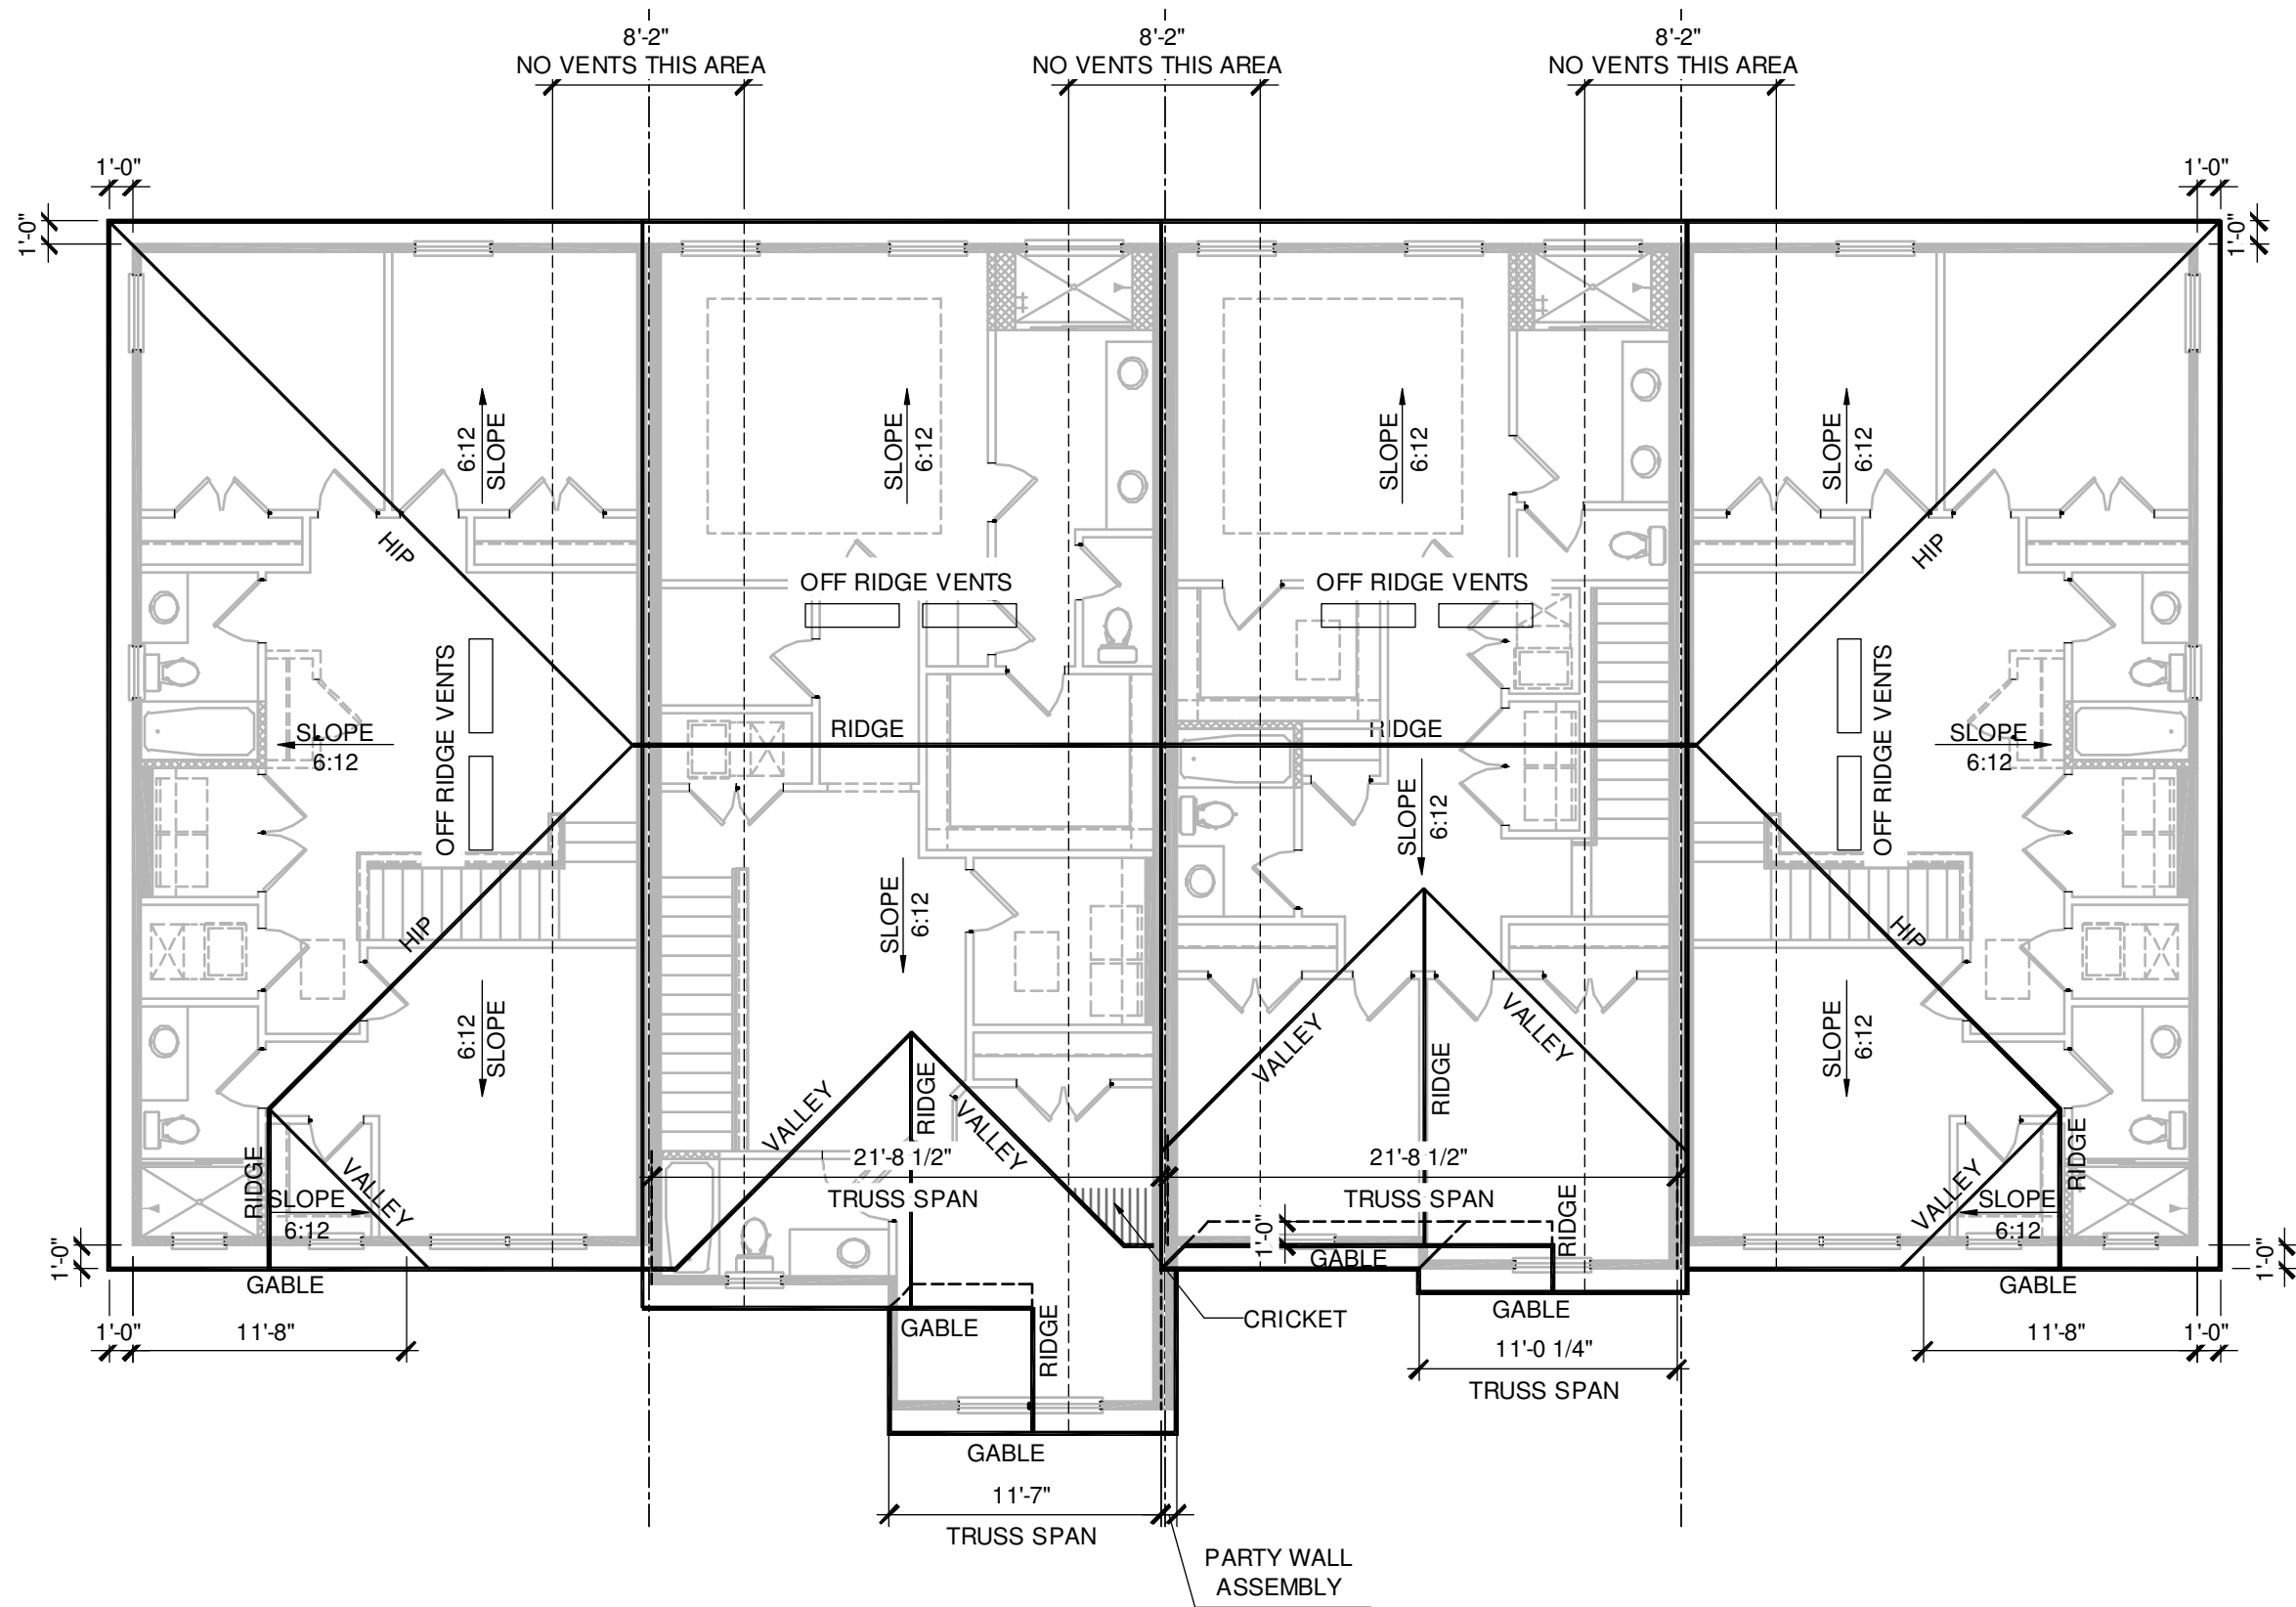 8'-2"
NO VENTS THIS AREA
8'-2"
NO VENTS THIS AREA
8'-2"
NO VENTS THIS AREA
1'-0"
1'-0"
1'-0"
1'-0"
6:12
SLOPE
SLOPE
6:12
SLOPE
6:12
SLOPE
6:12
HIP
HIP
OFF RIDGE VENTS
OFF RIDGE VENTS
OFF RIDGE VENTS
OFF RIDGE VENTS
SLOPE
6:12
RIDGE
RIDGE
SLOPE
6:12
SLOPE
6:12
HIP
SLOPE
6:12
HIP
6:12
SLOPE
SLOPE
6:12
VALLEY
RIDGE
VALLEY
VALLEY
RIDGE
VALLEY
21'-8 1/2"
TRUSS SPAN
21'-8 1/2"
TRUSS SPAN
RIDGE
VALLEY
SLOPE
6:12
RIDGE
VALLEY
SLOPE
6:12
RIDGE
1'-0"
1'-0"
1'-0"
GABLE
GABLE
GABLE
GABLE
GABLE
CRICKET
RIDGE
1'-0"
11'-8"
11'-0 1/4"
TRUSS SPAN
11'-8"
1'-0"
GABLE
11'-7"
TRUSS SPAN
PARTY WALL
ASSEMBLY